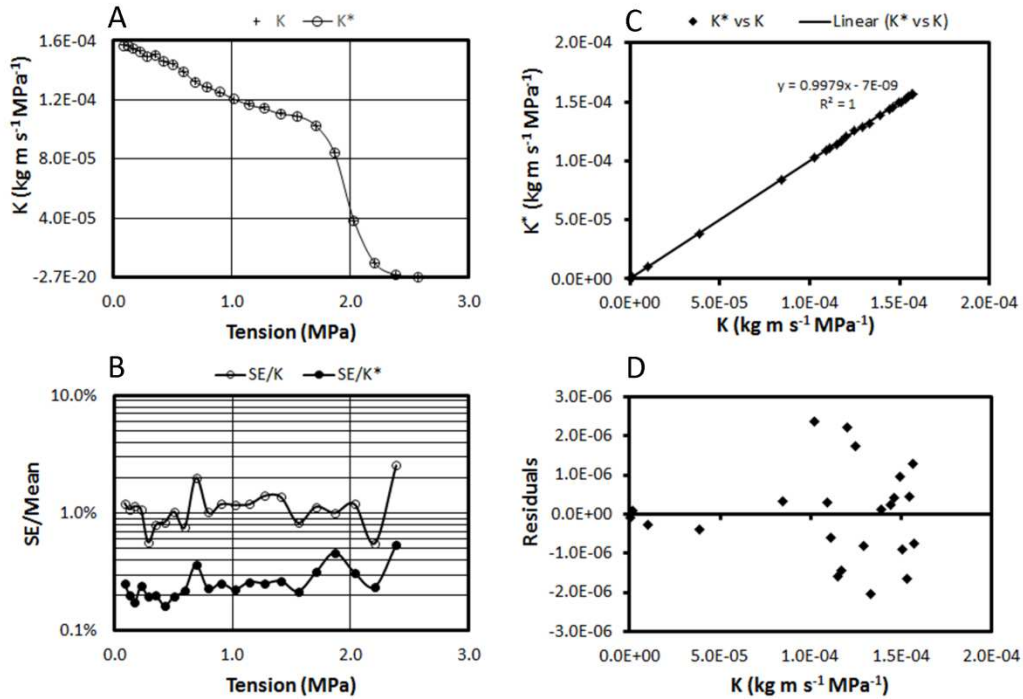 A
K K*
1.6E-04
1.2E-04
8.0E-05
4.0E-05
-2.7E-20
K (kg m s⁻¹ MPa⁻¹)
0.0 1.0 2.0 3.0
Tension (MPa)
B
SE/K SE/K*
10.0%
1.0%
0.1%
SE/Mean
0.0 1.0 2.0 3.0
Tension (MPa)
C
K* vs K Linear (K* vs K)
2.0E-04
1.5E-04
1.0E-04
5.0E-05
0.0E+00
K* (kg m s⁻¹ MPa⁻¹)
y = 0.9979x - 7E-09
R² = 1
0.0E+00 5.0E-05 1.0E-04 1.5E-04 2.0E-04
K (kg m s⁻¹ MPa⁻¹)
D
3.0E-06
2.0E-06
1.0E-06
0.0E+00
-1.0E-06
-2.0E-06
-3.0E-06
Residuals
0.0E+00 5.0E-05 1.0E-04 1.5E-04 2.0E-04
K (kg m s⁻¹ MPa⁻¹)